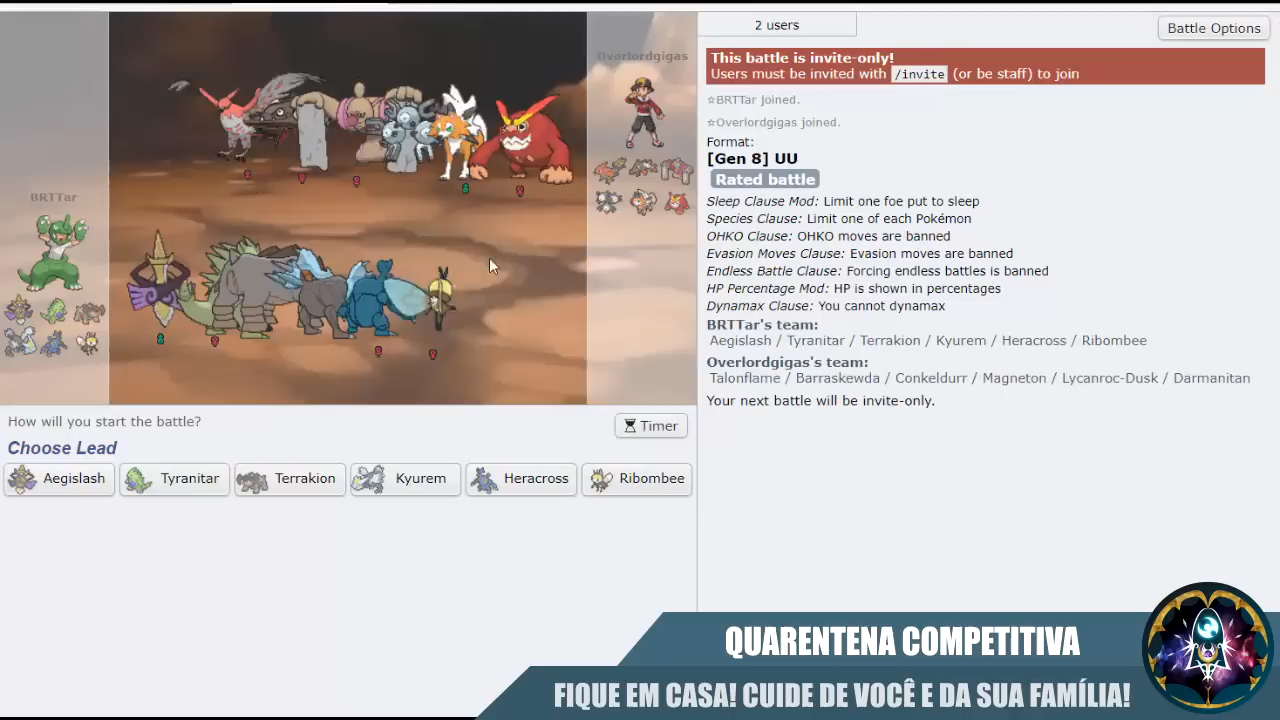 Overlordgigas
BRTTar
How will you start the battle?
Timer
Choose Lead
Aegislash
Tyranitar
Terrakion
Kyurem
Heracross
Ribombee
2 users
Battle Options
This battle is invite-only!
Users must be invited with /invite (or be staff) to join
☆BRTTar joined.
☆Overlordgigas joined.
Format:
[Gen 8] UU
Rated battle
Sleep Clause Mod: Limit one foe put to sleep
Species Clause: Limit one of each Pokémon
OHKO Clause: OHKO moves are banned
Evasion Moves Clause: Evasion moves are banned
Endless Battle Clause: Forcing endless battles is banned
HP Percentage Mod: HP is shown in percentages
Dynamax Clause: You cannot dynamax
BRTTar's team:
Aegislash / Tyranitar / Terrakion / Kyurem / Heracross / Ribombee
Overlordgigas's team:
Talonflame / Barraskewda / Conkeldurr / Magneton / Lycanroc-Dusk / Darmanitan
Your next battle will be invite-only.
QUARENTENA COMPETITIVA
FIQUE EM CASA! CUIDE DE VOCÊ E DA SUA FAMÍLIA!